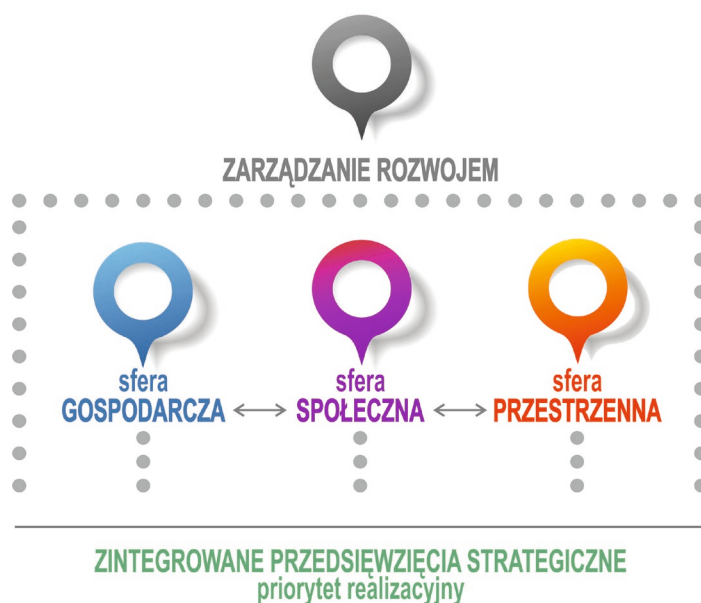 ZARZĄDZANIE ROZWOJEM
sfera
GOSPODARCZA
sfera
SPOŁECZNA
sfera
PRZESTRZENNA
ZINTEGROWANE PRZEDSIĘWZIĘCIA STRATEGICZNE
priorytet realizacyjny